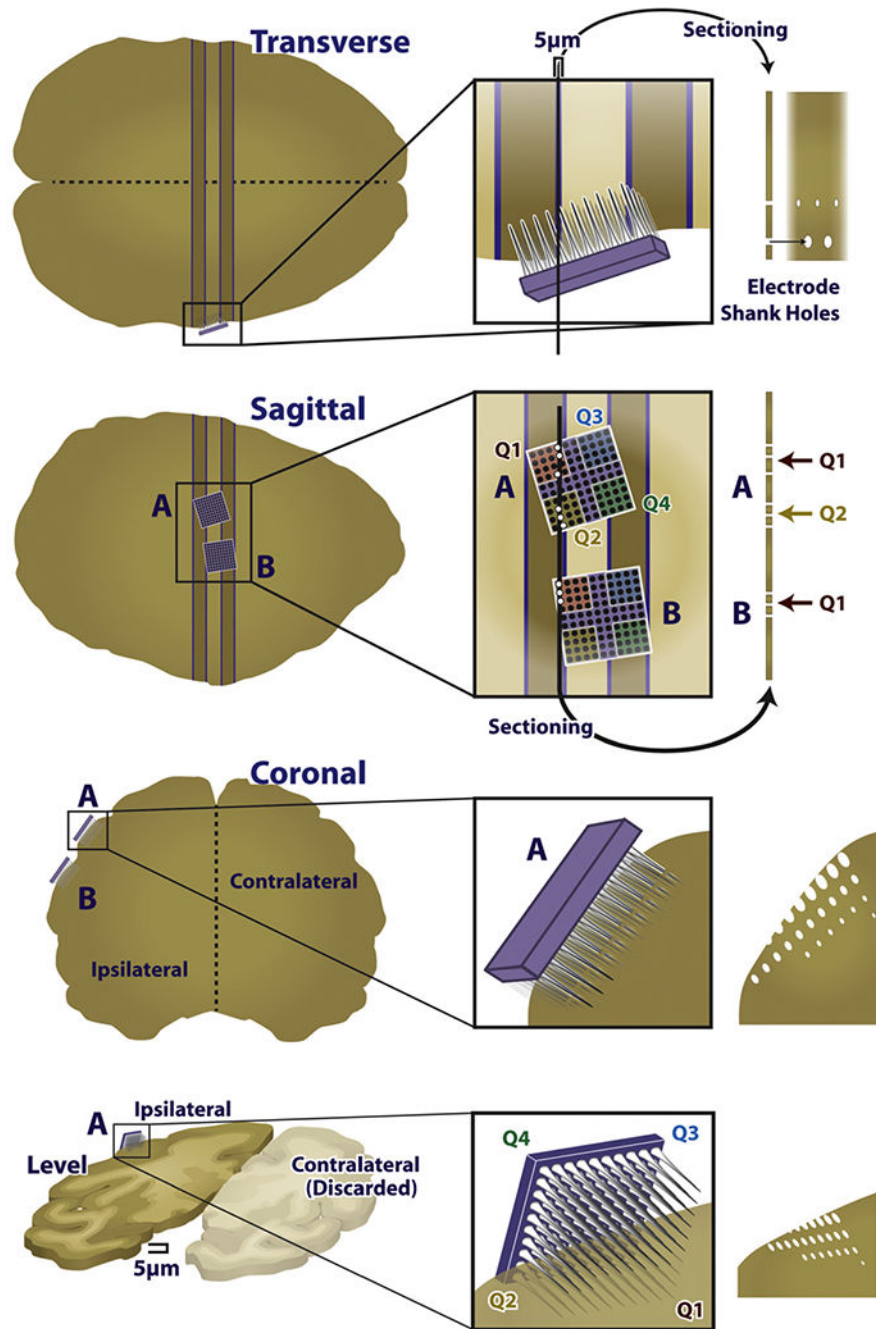 Transverse
5μm
Sectioning
Electrode
Shank Holes
Sagittal
A
B
Q1
Q3
A
Q4
Q2
B
Q1
A
Q2
B
Q1
Sectioning
Coronal
A
B
Contralateral
Ipsilateral
A
A
Ipsilateral
Level
Contralateral
(Discarded)
5μm
Q4
Q3
Q2
Q1